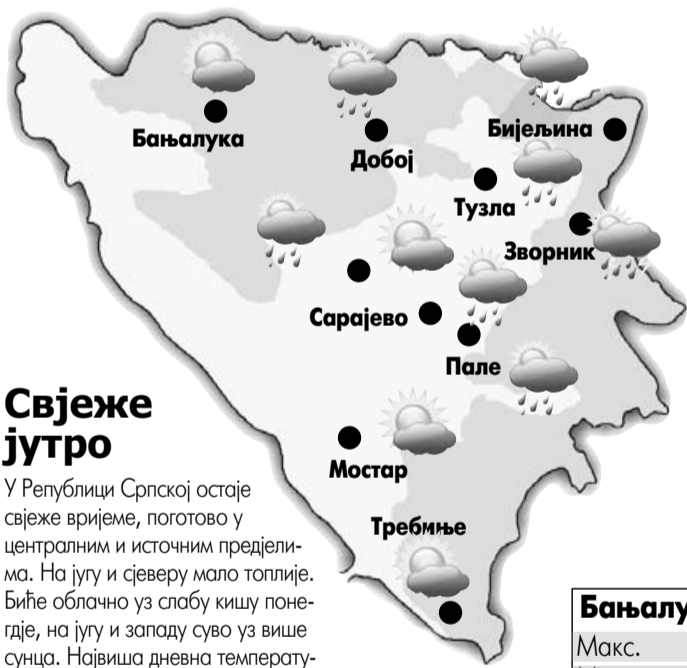 Бањалука
Добој
Бијељина
Тузла
Зворник
Сарајево
Пале
Мостар
Требиње
Свјеже
јутро
У Републици Српској остаје
свјеже вријеме, поготово у
централним и источним предјели-
ма. На југу и сјеверу мало топлије.
Биће облачно уз слабу кишу поне-
гдје, на југу и западу суво уз више
сунца. Највиша дневна температу-
Бањалу
Макс.